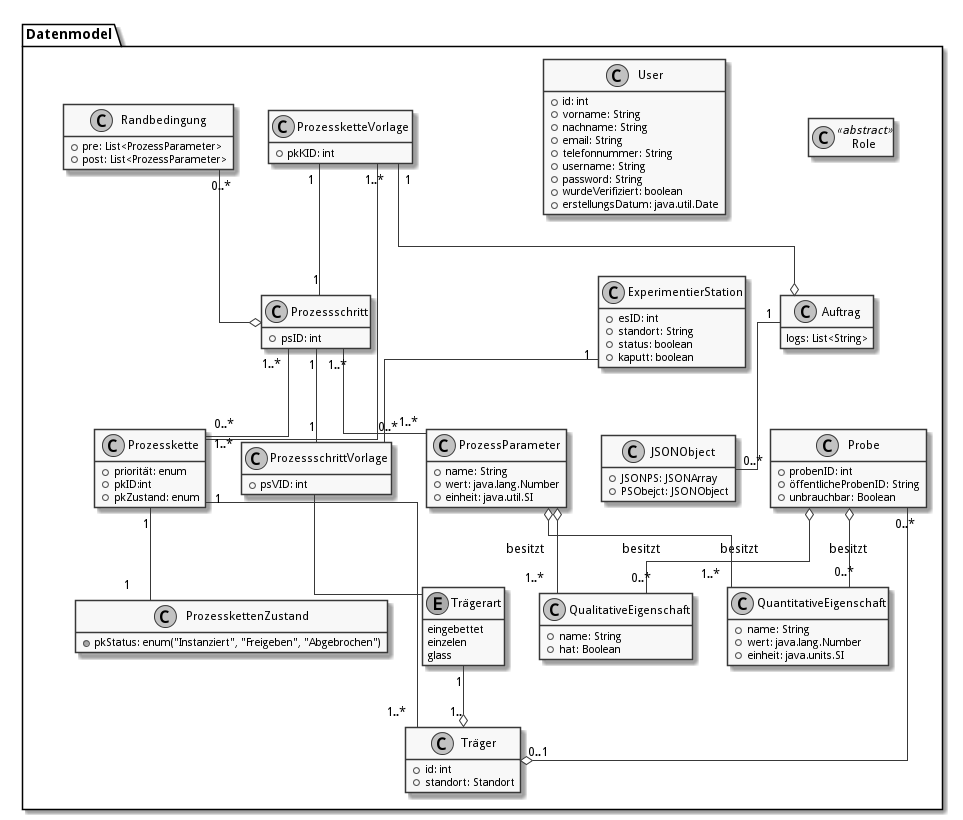 Datenmodel
C User
id: int
vorname: String
nachname: String
email: String
telefonnummer: String
username: String
password: String
wurdeVerifiziert: boolean
erstellungsDatum: java.util.Date
C Randbedingung
pre: List<ProzessParameter>
post: List<ProzessParameter>
0..*
C ProzessketteVorlage
pkKID: int
1
1..*
1
C «abstract»
Role
1
C Prozessschritt
psID: int
1..*
1
1..*
C ExperimentierStation
esID: int
standort: String
status: boolean
kaputt: boolean
1
1
C Auftrag
logs: List<String>
0..*
1..*
1
0..*
1..*
C Prozesskette
priorität: enum
pkID:int
pkZustand: enum
1
1
C ProzessschrittVorlage
psVID: int
C ProzessParameter
name: String
wert: java.lang.Number
einheit: java.util.SI
C JSONObject
JSONPS: JSONArray
PSObejct: JSONObject
0..*
C Probe
probenID: int
öffentlicheProbenID: String
unbrauchbar: Boolean
0..*
besitzt
besitzt
besitzt
besitzt
1..*
0..*
1..*
0..*
1
C ProzesskettenZustand
pkStatus: enum("Instanziert", "Freigeben", "Abgebrochen")
E Trägerart
eingebettet
einzelen
glass
C QualitativeEigenschaft
name: String
hat: Boolean
C QuantitativeEigenschaft
name: String
wert: java.lang.Number
einheit: java.units.SI
1
1..*
1..
C Träger
id: int
standort: Standort
0..1